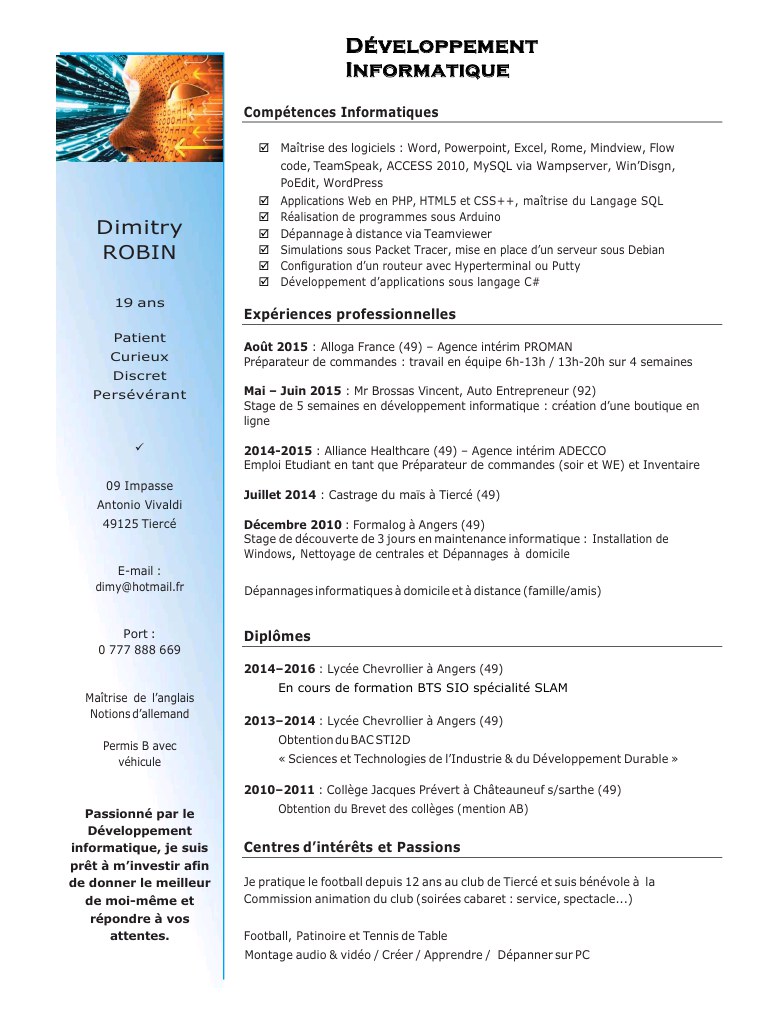 Développement
Informatique
Dimitry
ROBIN
19 ans
Patient
Curieux
Discret
Persévérant
✓
09 Impasse
Antonio Vivaldi
49125 Tiercé
E-mail :
dimy@hotmail.fr
Port :
0 777 888 669
Maîtrise de l’anglais
Notions d’allemand
Permis B avec
véhicule
Passionné par le
Développement
informatique, je suis
prêt à m’investir afin
de donner le meilleur
de moi-même et
répondre à vos
attentes.
Compétences Informatiques
☑ Maîtrise des logiciels : Word, Powerpoint, Excel, Rome, Mindview, Flow
code, TeamSpeak, ACCESS 2010, MySQL via Wampserver, Win’Disgn,
PoEdit, WordPress
☑ Applications Web en PHP, HTML5 et CSS++, maîtrise du Langage SQL
☑ Réalisation de programmes sous Arduino
☑ Dépannage à distance via Teamviewer
☑ Simulations sous Packet Tracer, mise en place d’un serveur sous Debian
☑ Configuration d’un routeur avec Hyperterminal ou Putty
☑ Développement d’applications sous langage C#
Expériences professionnelles
Août 2015 : Alloga France (49) – Agence intérim PROMAN
Préparateur de commandes : travail en équipe 6h-13h / 13h-20h sur 4 semaines
Mai – Juin 2015 : Mr Brossas Vincent, Auto Entrepreneur (92)
Stage de 5 semaines en développement informatique : création d’une boutique en
ligne
2014-2015 : Alliance Healthcare (49) – Agence intérim ADECCO
Emploi Etudiant en tant que Préparateur de commandes (soir et WE) et Inventaire
Juillet 2014 : Castrage du maïs à Tiercé (49)
Décembre 2010 : Formalog à Angers (49)
Stage de découverte de 3 jours en maintenance informatique : Installation de
Windows, Nettoyage de centrales et Dépannages à domicile
Dépannages informatiques à domicile et à distance (famille/amis)
Diplômes
2014–2016 : Lycée Chevrollier à Angers (49)
En cours de formation BTS SIO spécialité SLAM
2013–2014 : Lycée Chevrollier à Angers (49)
Obtention du BAC STI2D
« Sciences et Technologies de l’Industrie & du Développement Durable »
2010–2011 : Collège Jacques Prévert à Châteauneuf s/sarthe (49)
Obtention du Brevet des collèges (mention AB)
Centres d’intérêts et Passions
Je pratique le football depuis 12 ans au club de Tiercé et suis bénévole à la
Commission animation du club (soirées cabaret : service, spectacle...)
Football, Patinoire et Tennis de Table
Montage audio & vidéo / Créer / Apprendre / Dépanner sur PC